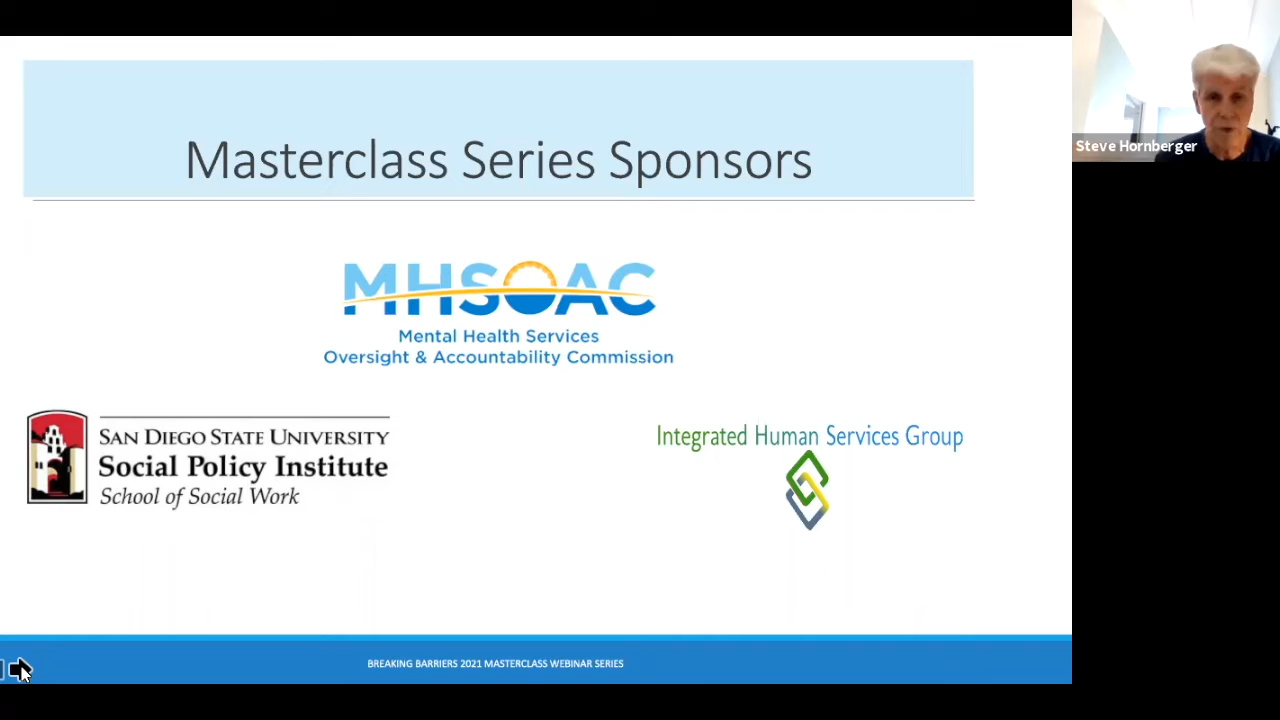 Masterclass Series Sponsors
Steve Hornberger
MHSOAC
Mental Health Services
Oversight & Accountability Commission
SAN DIEGO STATE UNIVERSITY
Social Policy Institute
School of Social Work
Integrated Human Services Group
BREAKING BARRIERS 2021 MASTERCLASS WEBINAR SERIES